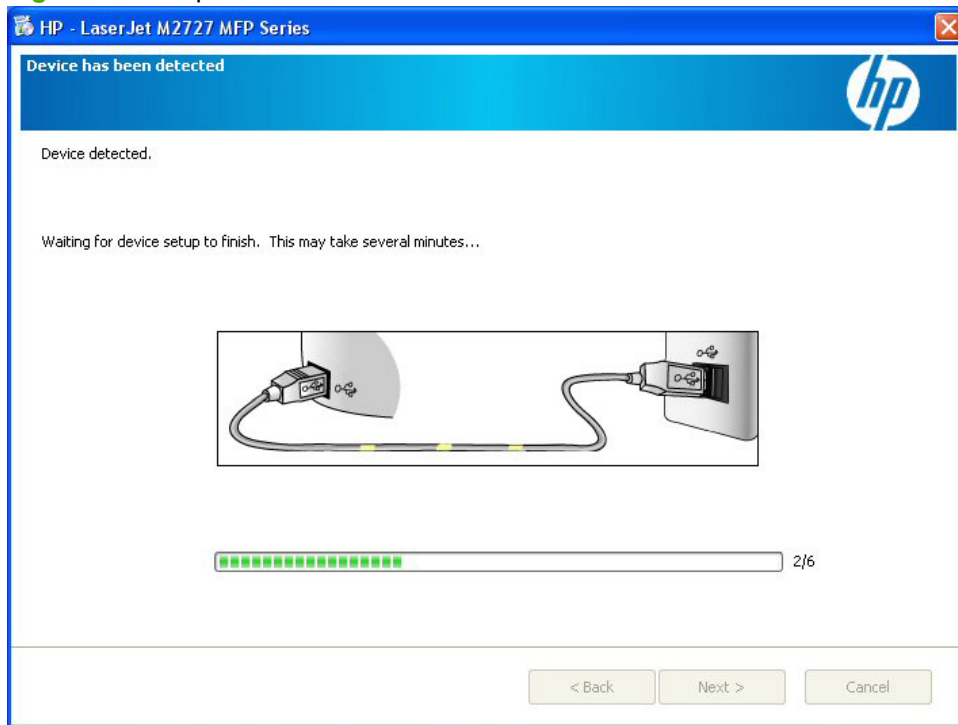 HP - LaserJet M2727 MFP Series
Device has been detected
hp
Device detected.
Waiting for device setup to finish. This may take several minutes...
2/6
< Back Next > Cancel